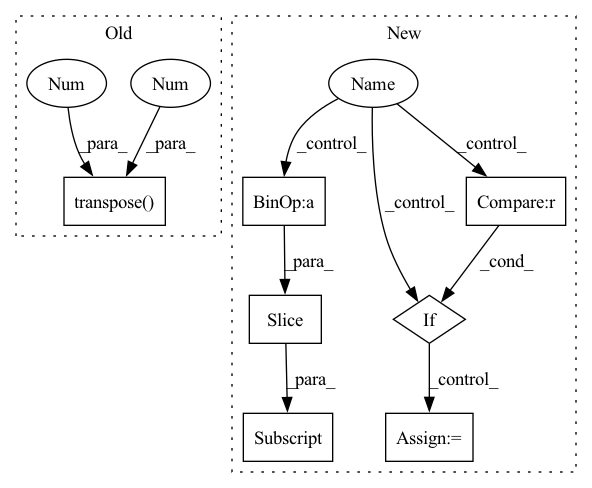 Old
New
Num
Num
Name
_para_
_para_
_control_
_control_
_control_
transpose()
BinOp:a
Compare:r
_para_
_cond_
Slice
If
_para_
_control_
Subscript
Assign:=